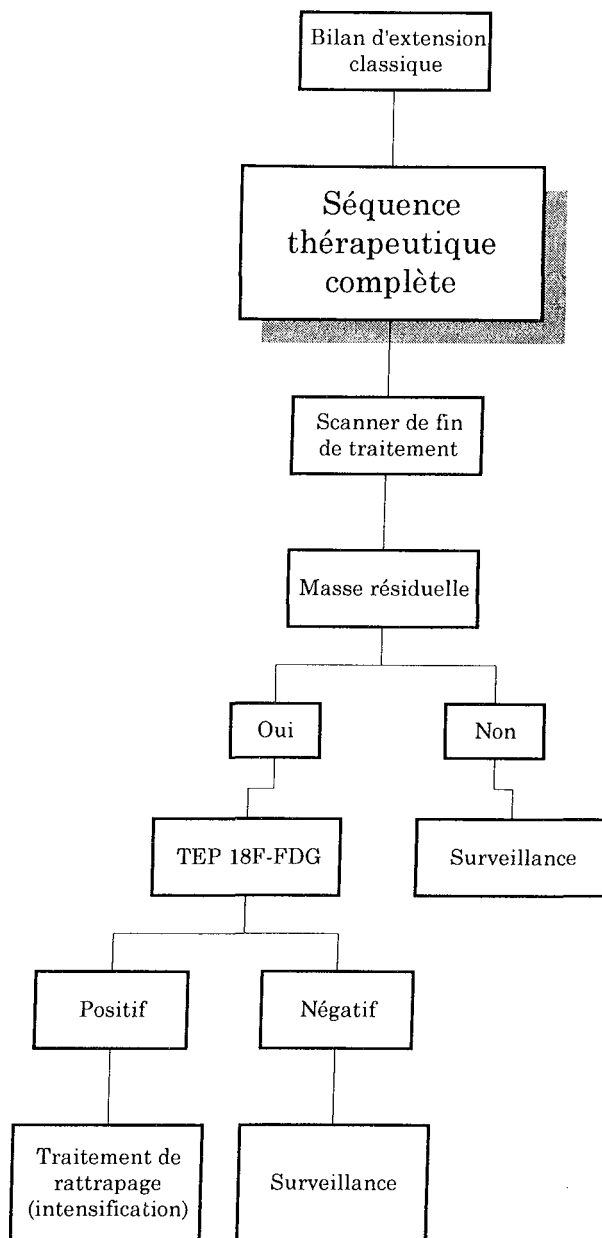 Bilan d'extension
classique
Séquence
thérapeutique
complète
Scanner de fin
de traitement
Masse résiduelle
Oui
Non
TEP 18F-FDG
Surveillance
Positif
Négatif
Traitement de
rattrapage
(intensification)
Surveillance